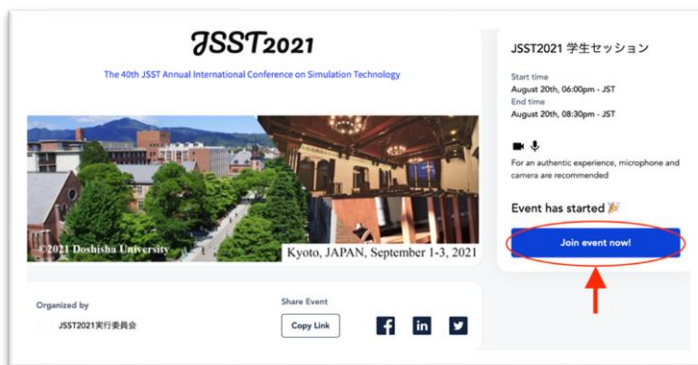 JSST2021
The 40th JSST Annual International Conference on Simulation Technology
©2021 Doshisha University
Kyoto, JAPAN, September 1-3, 2021
Organized by
JSST2021実行委員会
Share Event
Copy Link
JSST2021 学生セッション
Start time
August 20th, 06:00pm - JST
End time
August 20th, 08:30pm - JST
For an authentic experience, microphone and
camera are recommended
Event has started
Join event now!